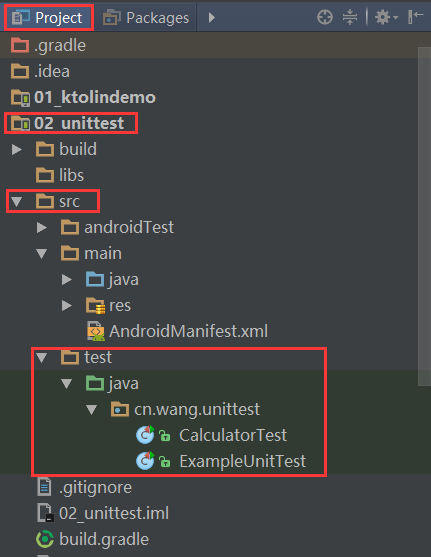 Project Packages
.gradle
.idea
01_ktolindemo
02_unittest
build
libs
src
androidTest
main
java
res
AndroidManifest.xml
test
java
cn.wang.unittest
CalculatorTest
ExampleUnitTest
.gitignore
02_unittest.iml
build.gradle